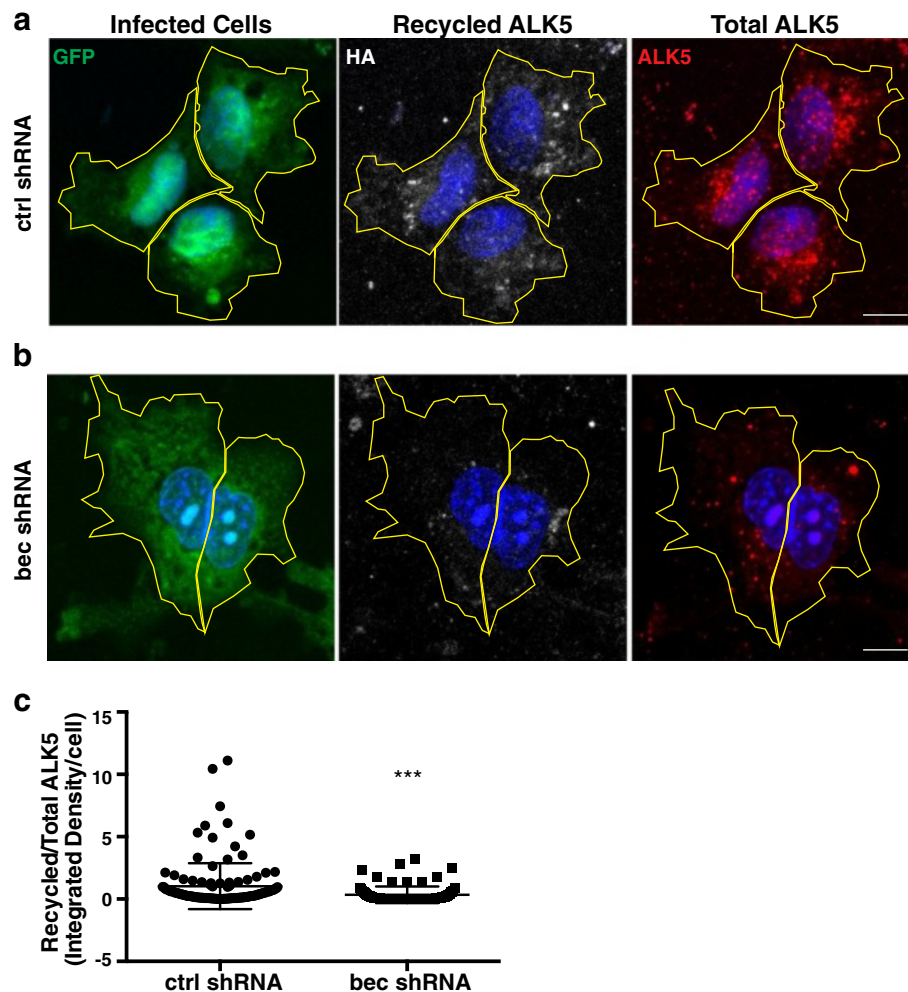 a
Infected Cells Recycled ALK5 Total ALK5
GFP HA ALK5
ctrl shRNA
b
bec shRNA
c
Recycled/Total ALK5
(Integrated Density/cell)
15
10
5
0
-5
***
ctrl shRNA bec shRNA